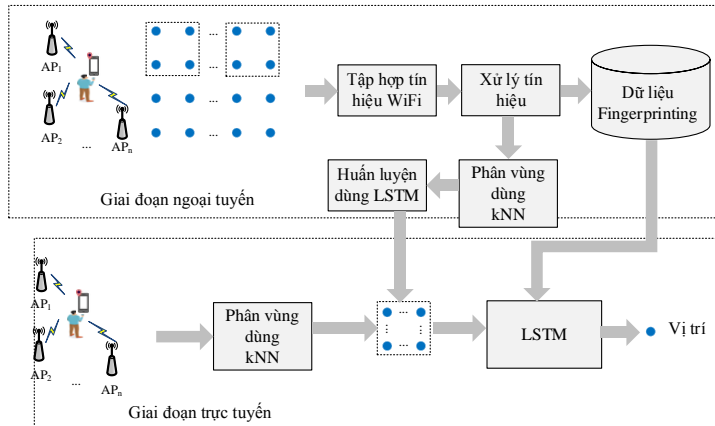 AP1
AP2
...
APn
...
...
...
...
Tập hợp tín
hiệu WiFi
Xử lý tín
hiệu
Dữ liệu
Fingerprinting
Huấn luyện
dùng LSTM
Phân vùng
dùng
kNN
Giai đoạn ngoại tuyến
AP1
AP2
...
APn
Phân vùng
dùng
kNN
...
...
LSTM
Vị trí
Giai đoạn trực tuyến